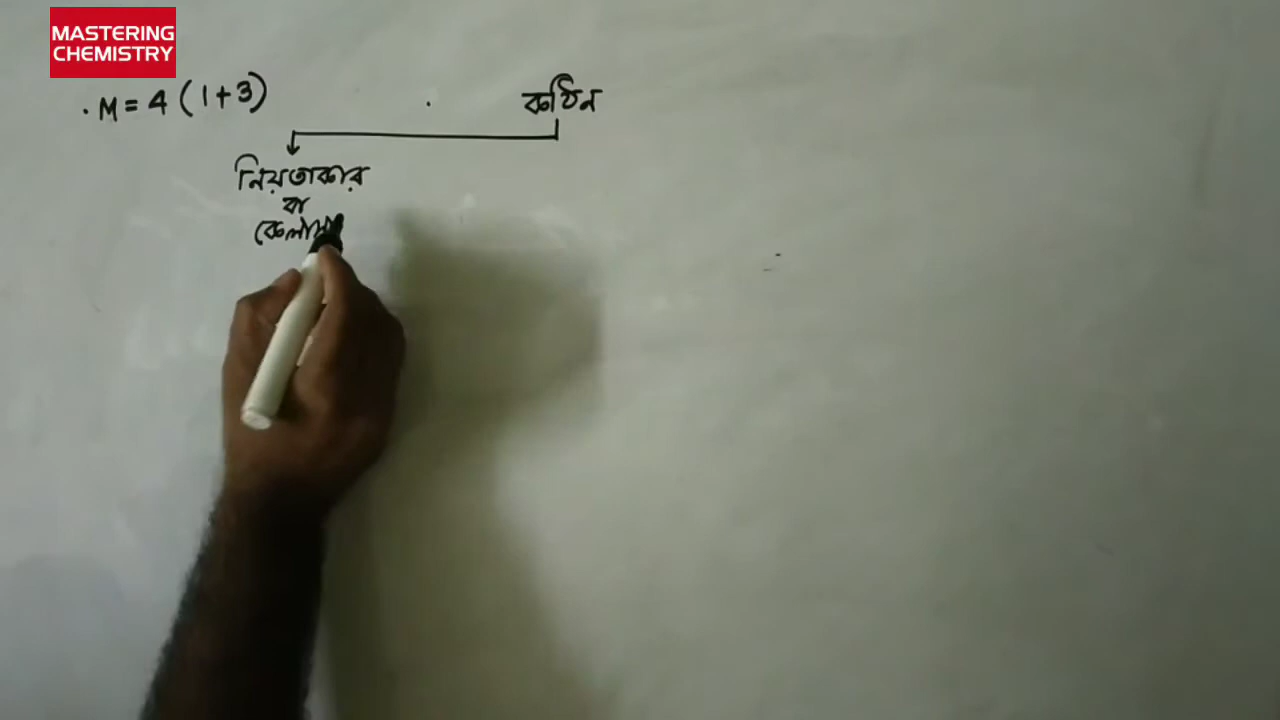 MASTERING
CHEMISTRY
. M = 4 (1+3)
কঠিন
নিয়তাকার
বা